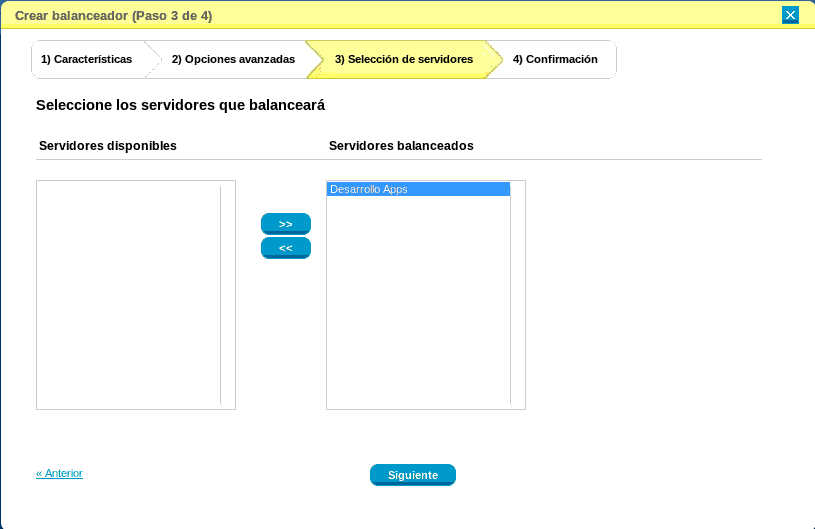 Crear balanceador (Paso 3 de 4)
1) Características 2) Opciones avanzadas 3) Selección de servidores 4) Confirmación
Seleccione los servidores que balanceará
Servidores disponibles Servidores balanceados
Desarrollo Apps
>>
<<
« Anterior Siguiente